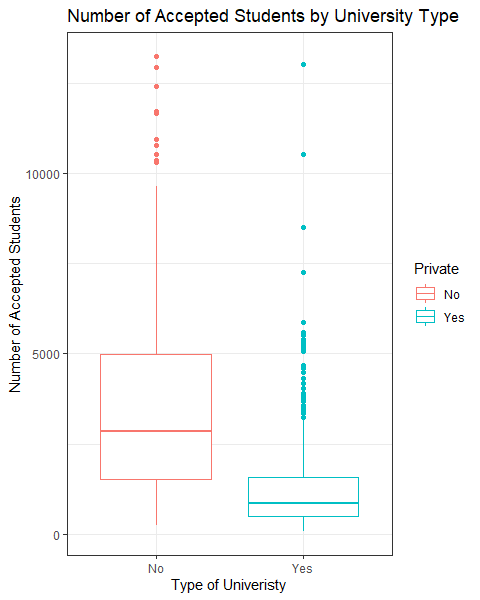 Number of Accepted Students by University Type
Number of Accepted Students
10000
5000
0
No
Yes
Type of Univeristy
Private
No
Yes